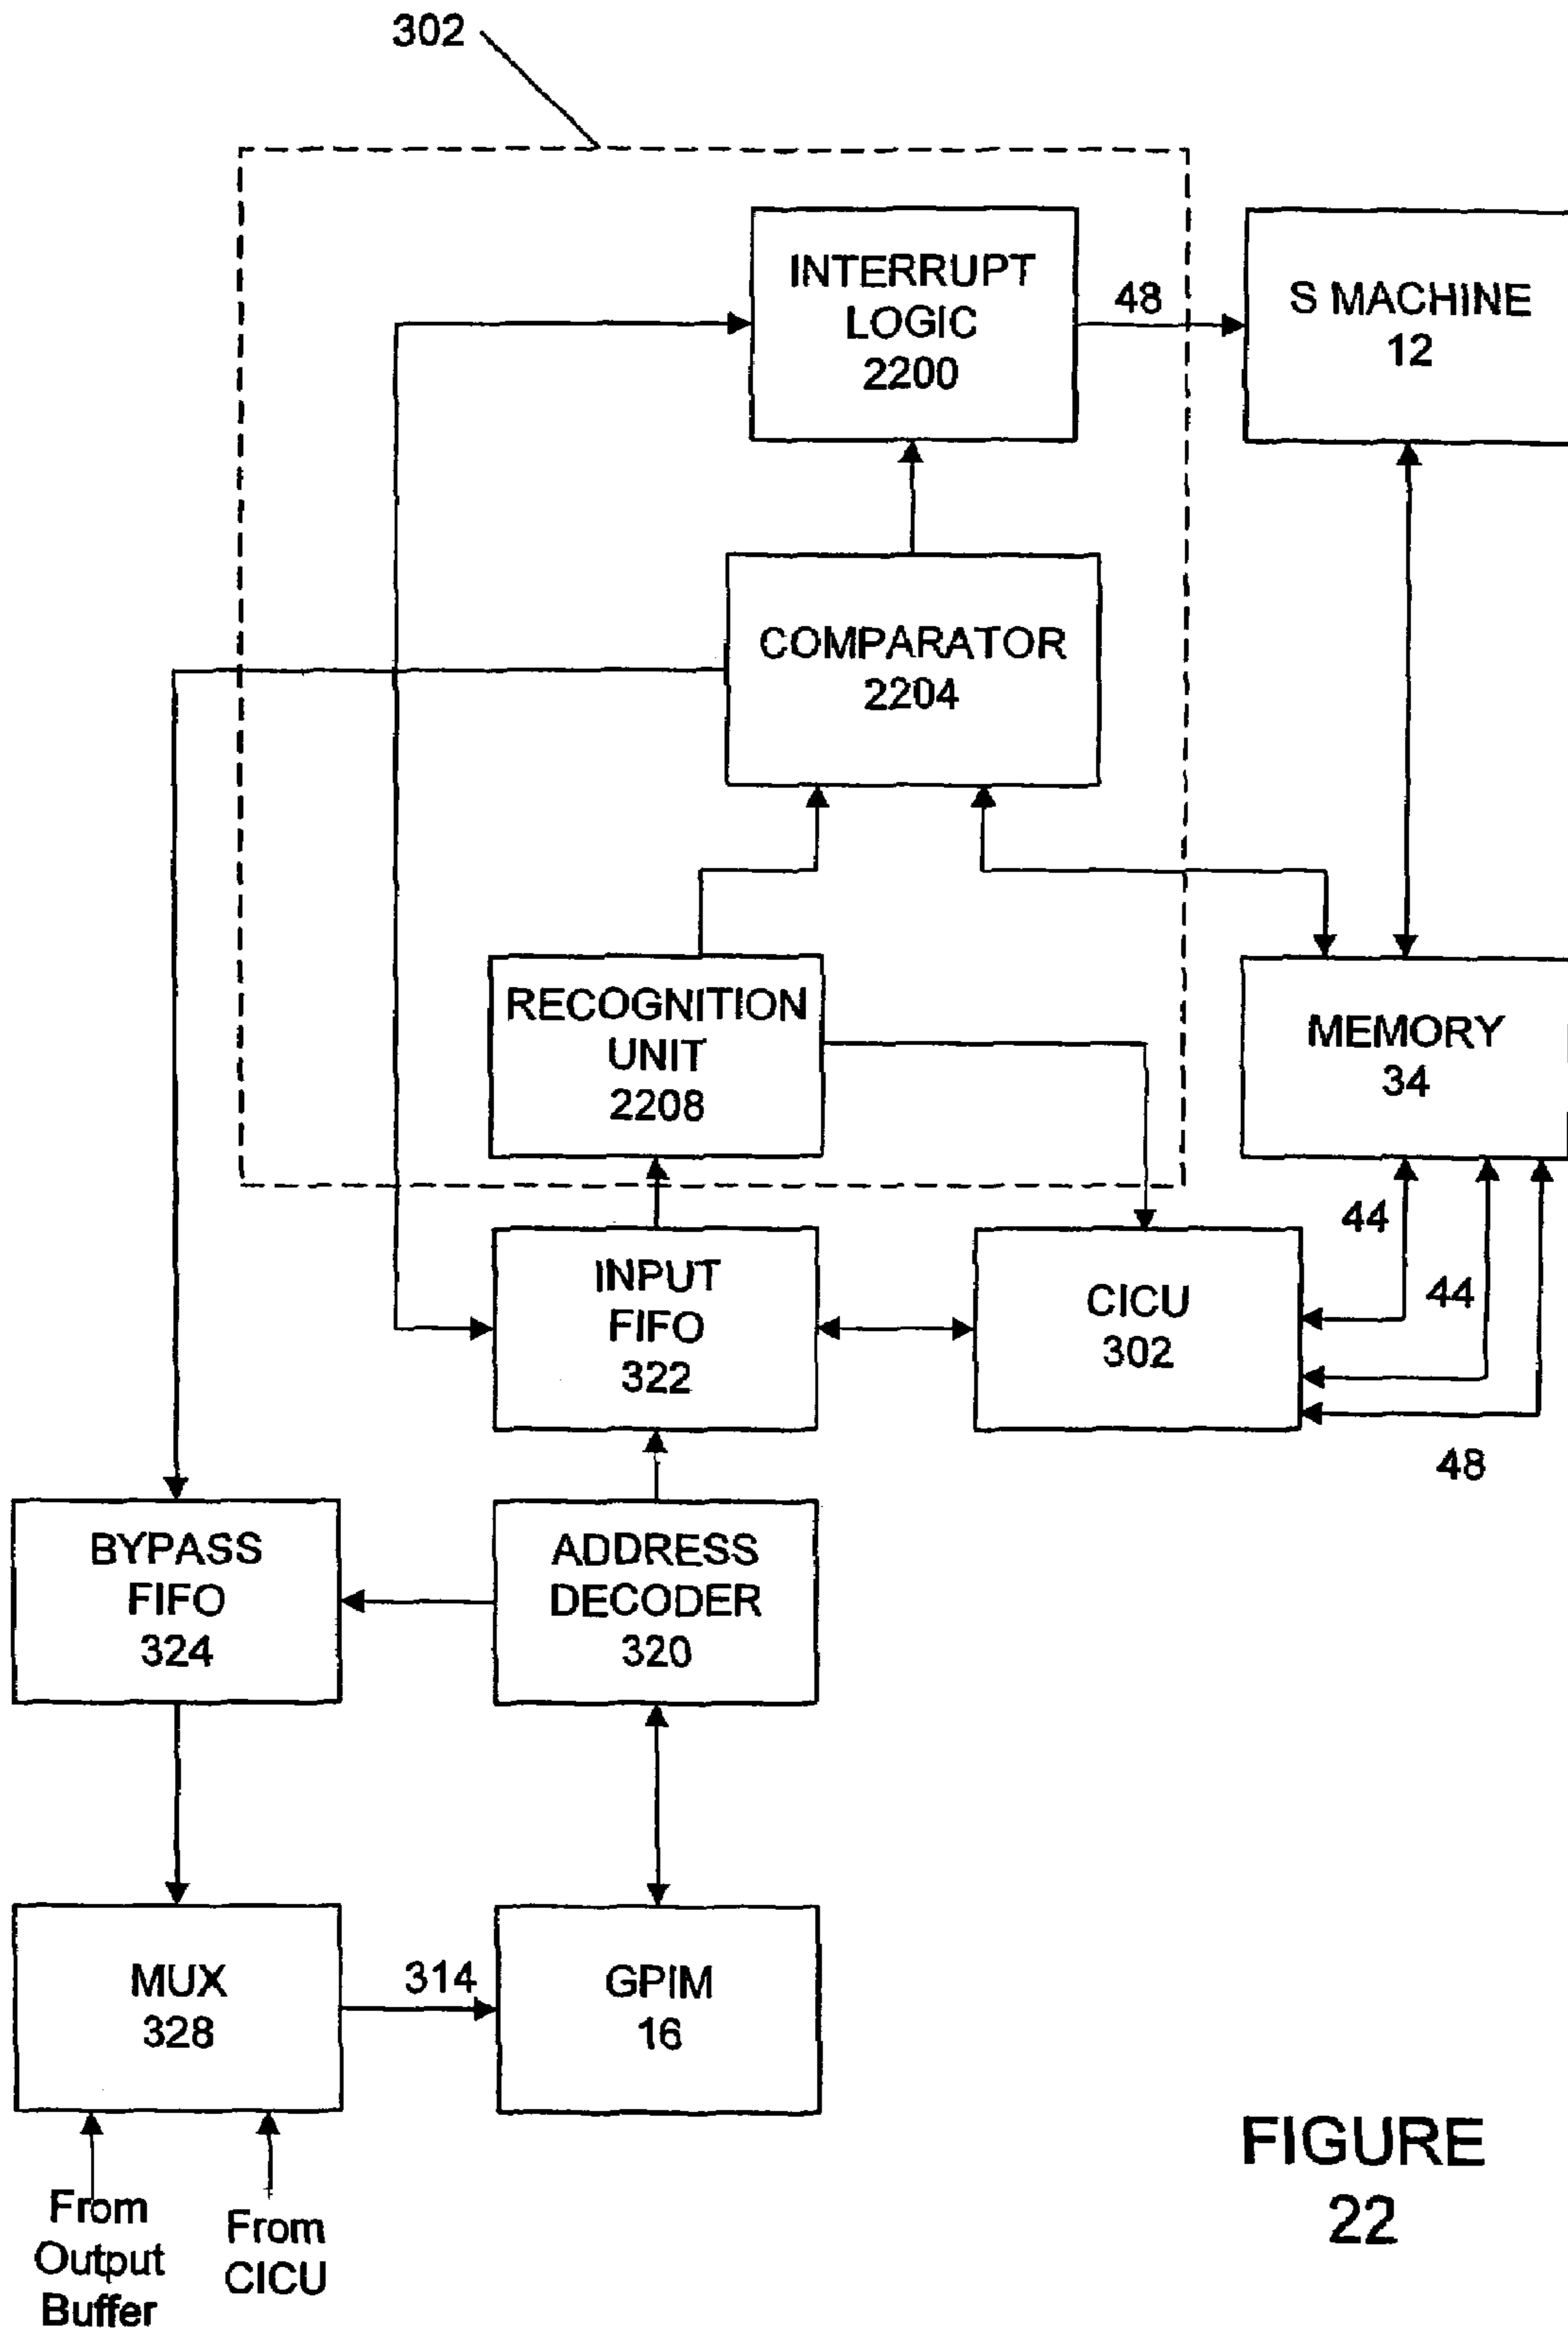 302
INTERRUPT
LOGIC
2200
48
S MACHINE
12
COMPARATOR
2204
RECOGNITION
UNIT
2208
MEMORY
34
INPUT
FIFO
322
CICU
302
44
44
48
BYPASS
FIFO
324
ADDRESS
DECODER
320
MUX
328
314
GPIM
16
From
Output
Buffer
From
CICU
FIGURE
22